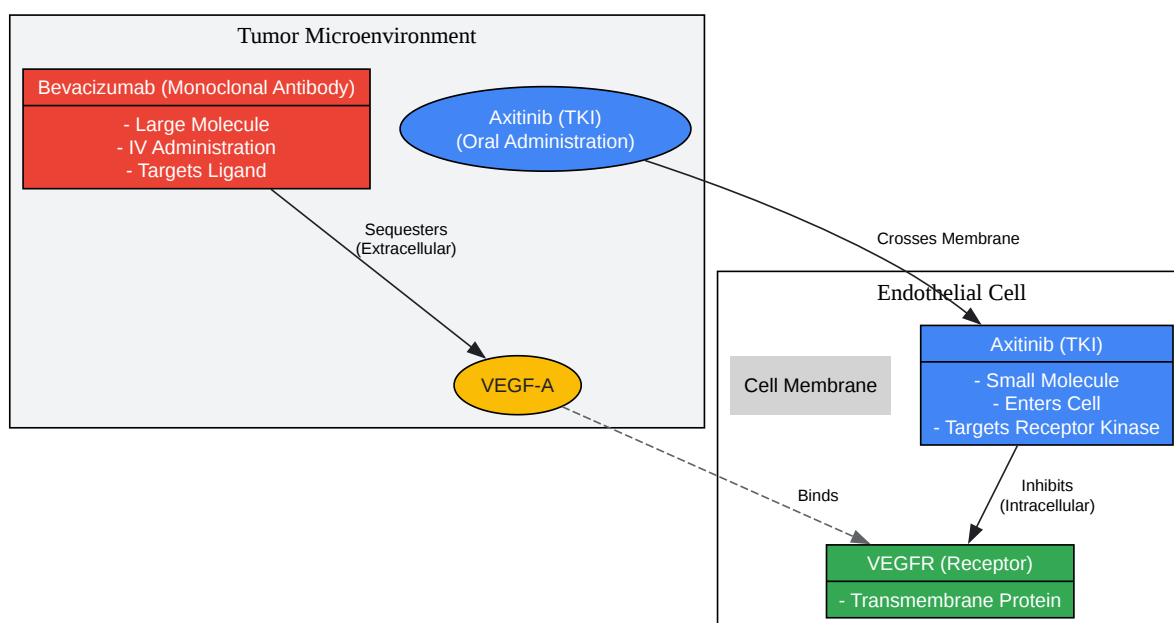 Tumor Microenvironment
Bevacizumab (Monoclonal Antibody)
- Large Molecule
- IV Administration
- Targets Ligand
Axitinib (TKI)
(Oral Administration)
Sequesters
(Extracellular)
Crosses Membrane
VEGF-A
Endothelial Cell
Axitinib (TKI)
- Small Molecule
- Enters Cell
- Targets Receptor Kinase
Cell Membrane
Binds
Inhibits
(Intracellular)
VEGFR (Receptor)
- Transmembrane Protein